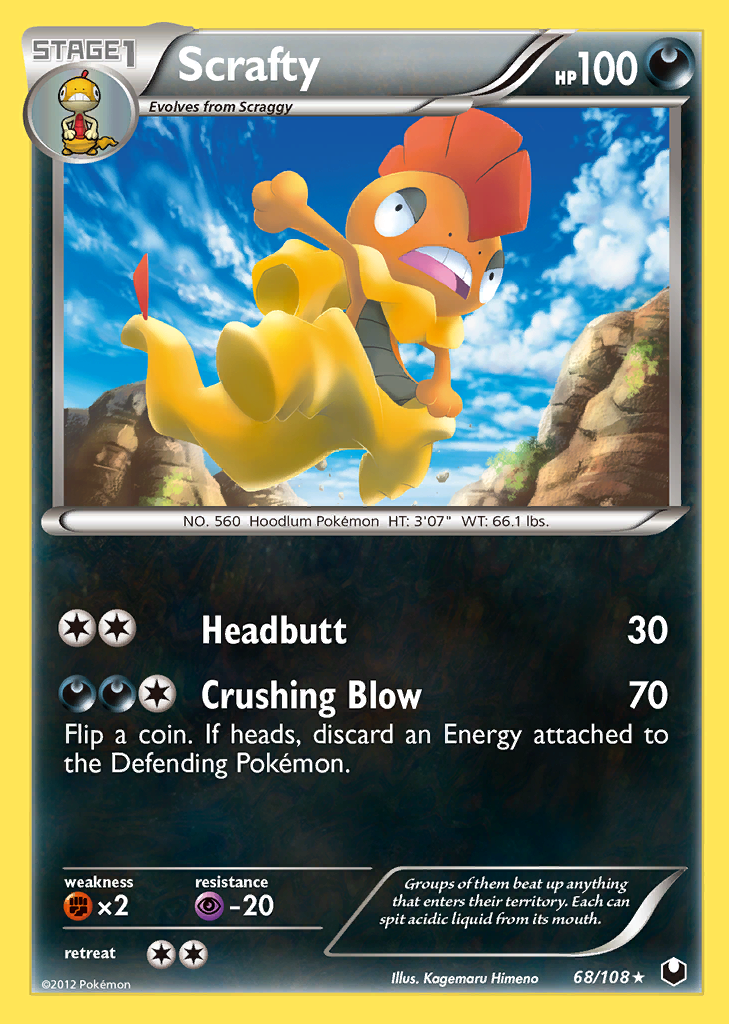 STAGE1
Scrafty
HP100
Evolves from Scraggy
NO. 560 Hoodlum Pokémon HT: 3'07" WT: 66.1 lbs.
Headbutt 30
Crushing Blow 70
Flip a coin. If heads, discard an Energy attached to
the Defending Pokémon.
weakness
×2
resistance
-20
retreat
Groups of them beat up anything
that enters their territory. Each can
spit acidic liquid from its mouth.
©2012 Pokémon
Illus. Kagemaru Himeno
68/108★